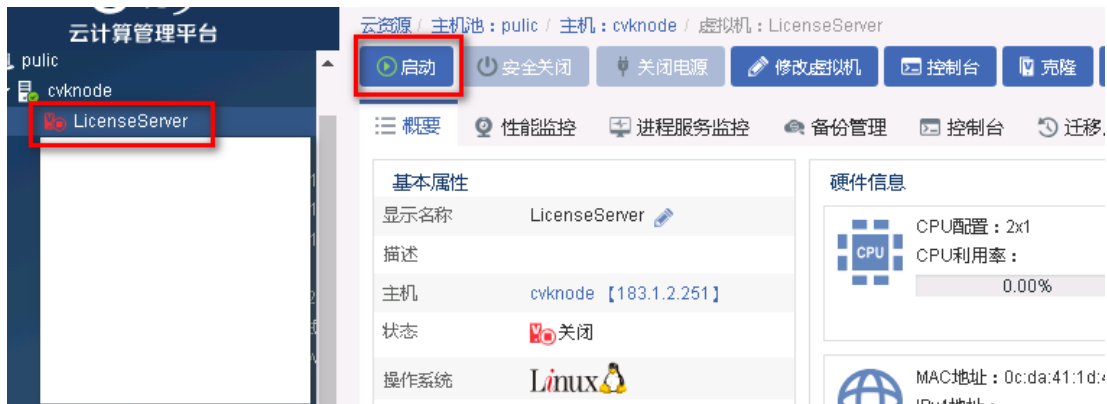 云计算管理平台
pulic
cvknode
LicenseServer
云资源 / 主机池：pulic / 主机：cvknode / 虚拟机：LicenseServer
启动 安全关闭 关闭电源 修改虚拟机 控制台 克隆
概要 性能监控 进程服务监控 备份管理 控制台 迁移
基本属性
显示名称 LicenseServer
描述
主机 cvknode 【183.1.2.251】
状态 关闭
操作系统 Linux
硬件信息
CPU
CPU配置：2x1
CPU利用率：
0.00%
MAC地址：0c:da:41:1d: